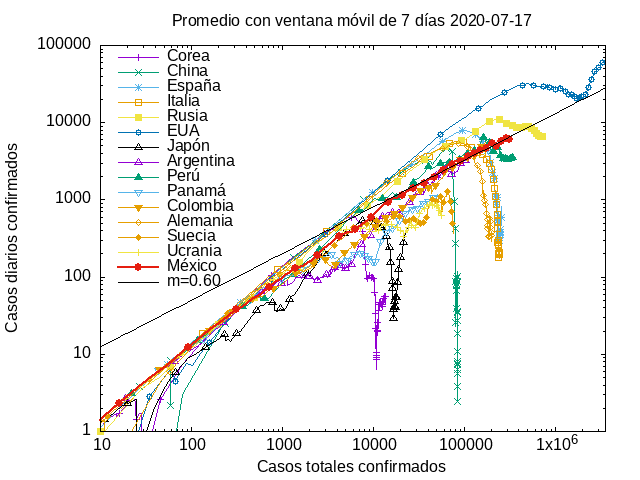 Promedio con ventana móvil de 7 días 2020-07-17
Casos diarios confirmados
100000
10000
1000
100
10
1
Corea
China
España
Italia
Rusia
EUA
Japón
Argentina
Perú
Panamá
Colombia
Alemania
Suecia
Ucrania
México
m=0.60
10 100 1000 10000 100000 1x10⁶
Casos totales confirmados